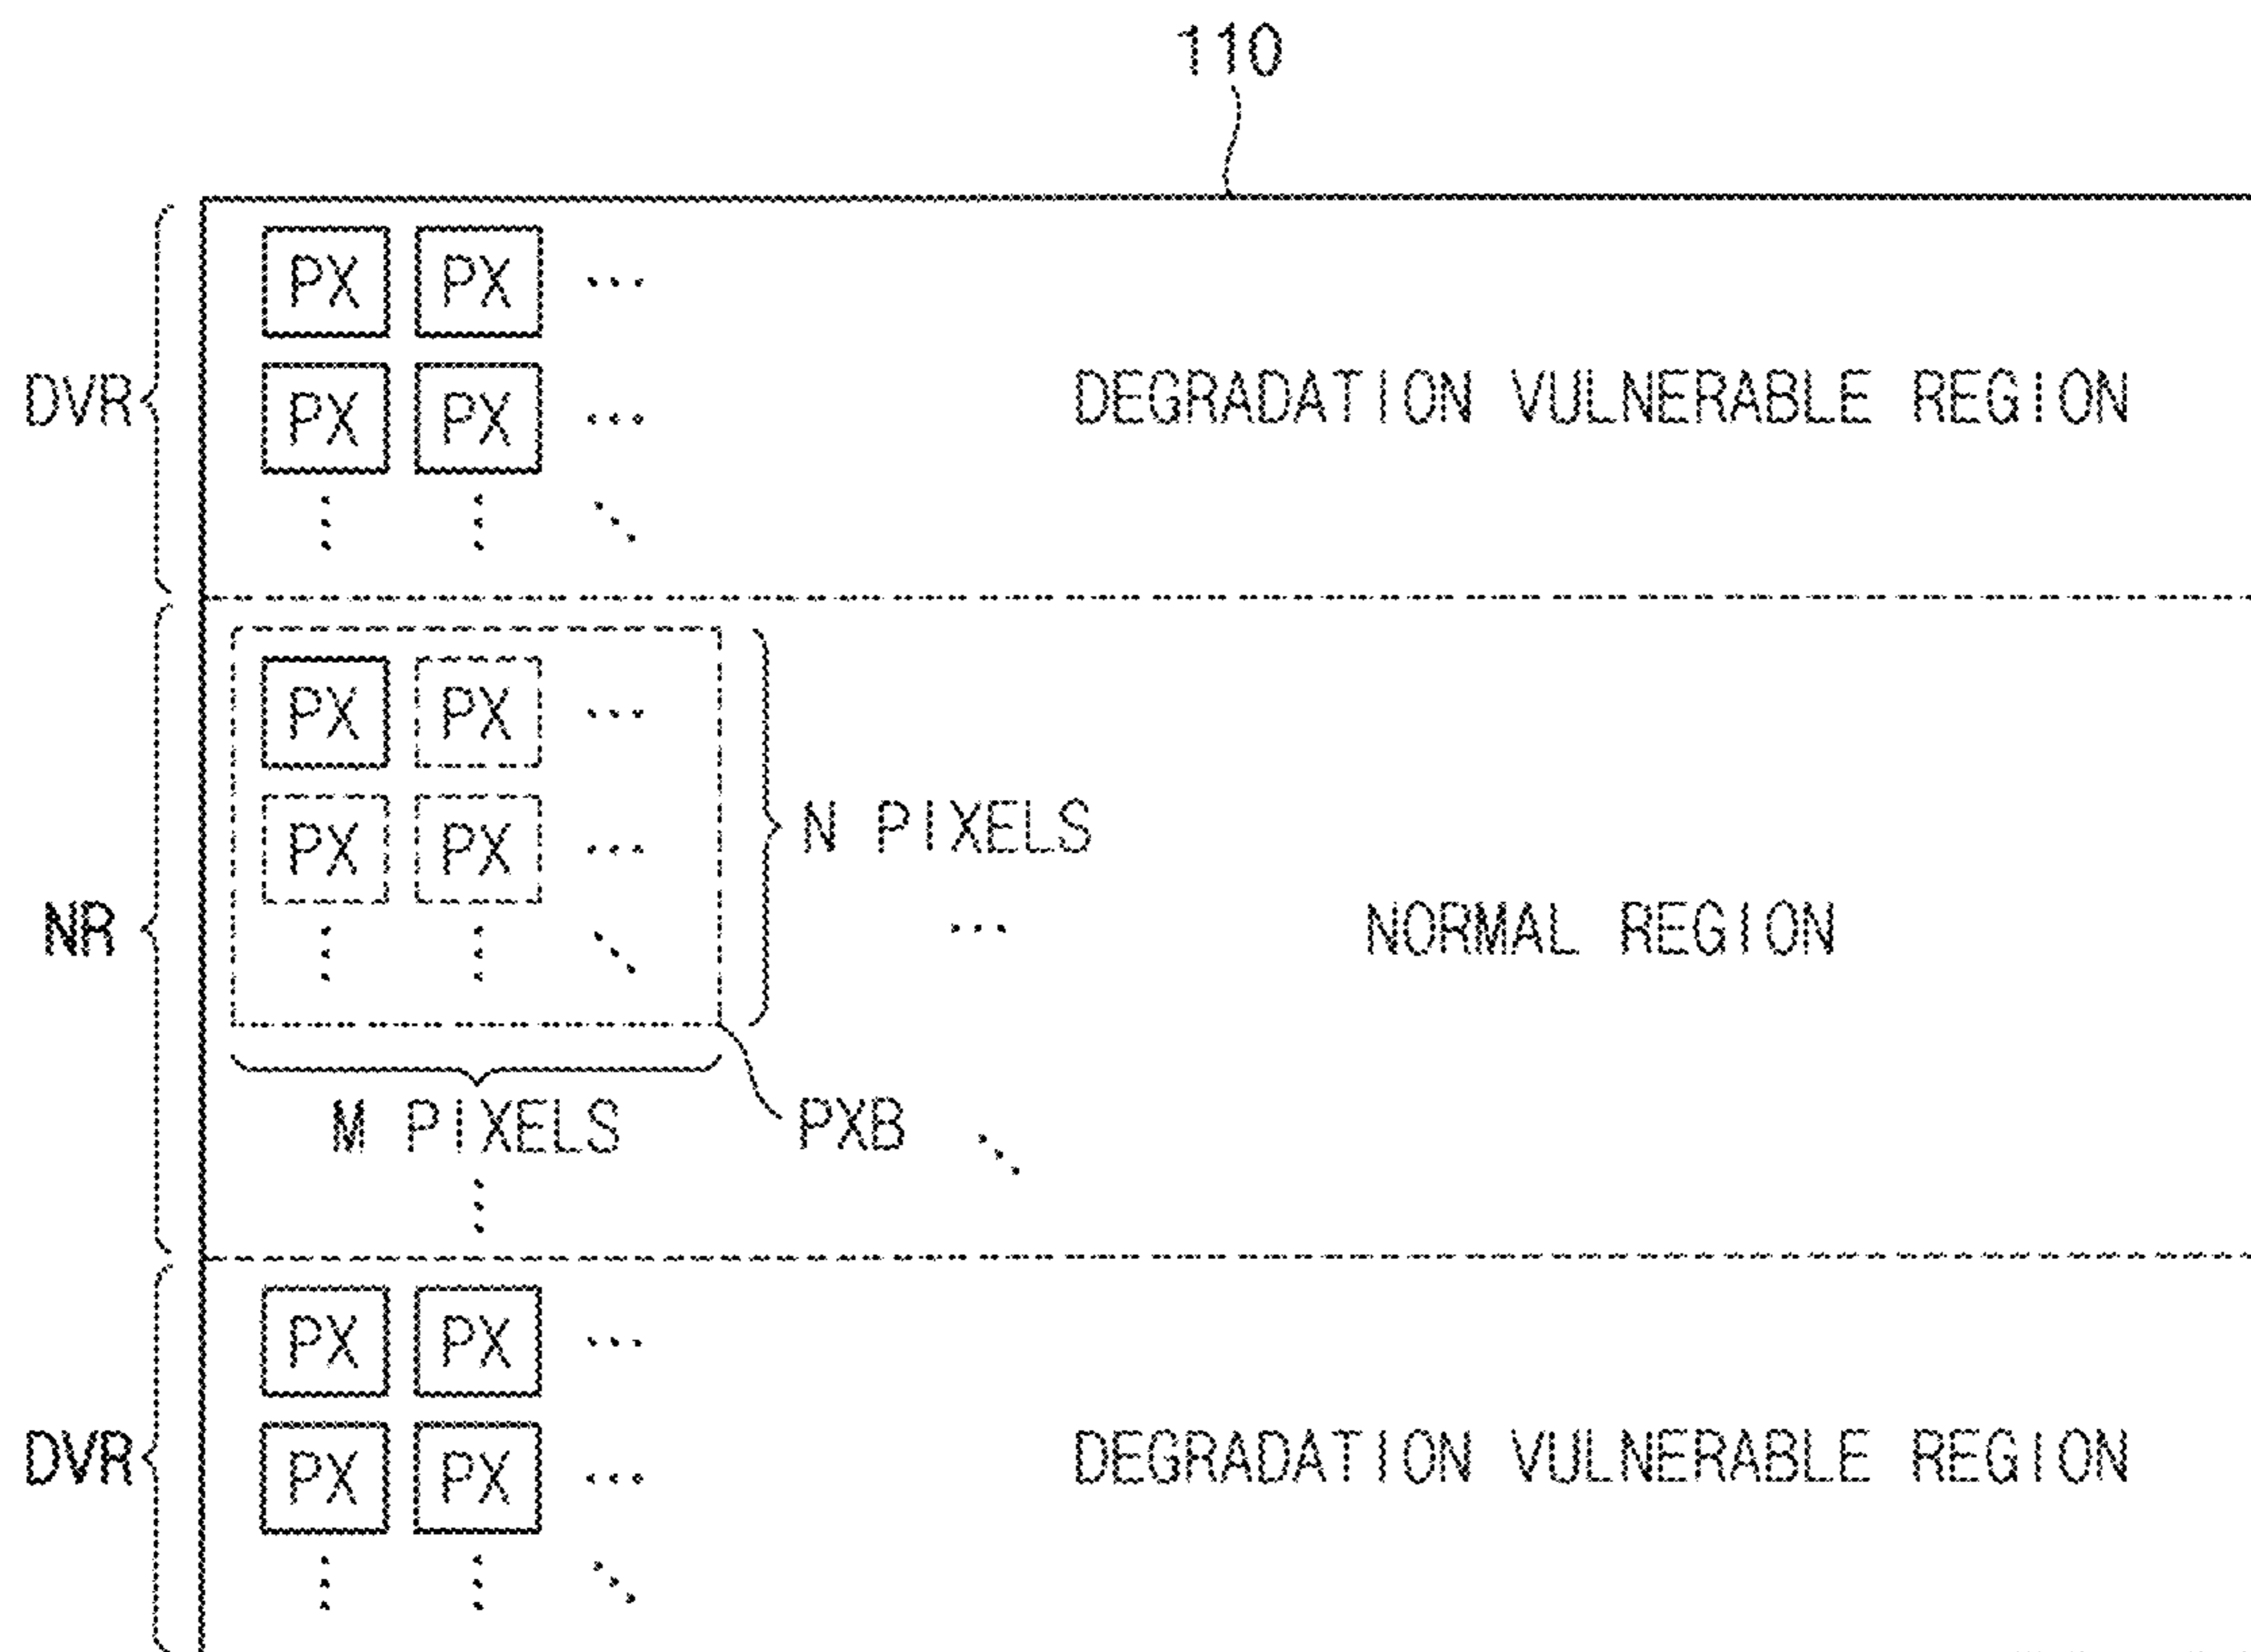 110
PX PX ...
DVR PX PX ... DEGRADATION VULNERABLE REGION
PX PX ...
PX PX ... N PIXELS
NR ... NORMAL REGION
M PIXELS PXB
PX PX ...
DVR PX PX ... DEGRADATION VULNERABLE REGION